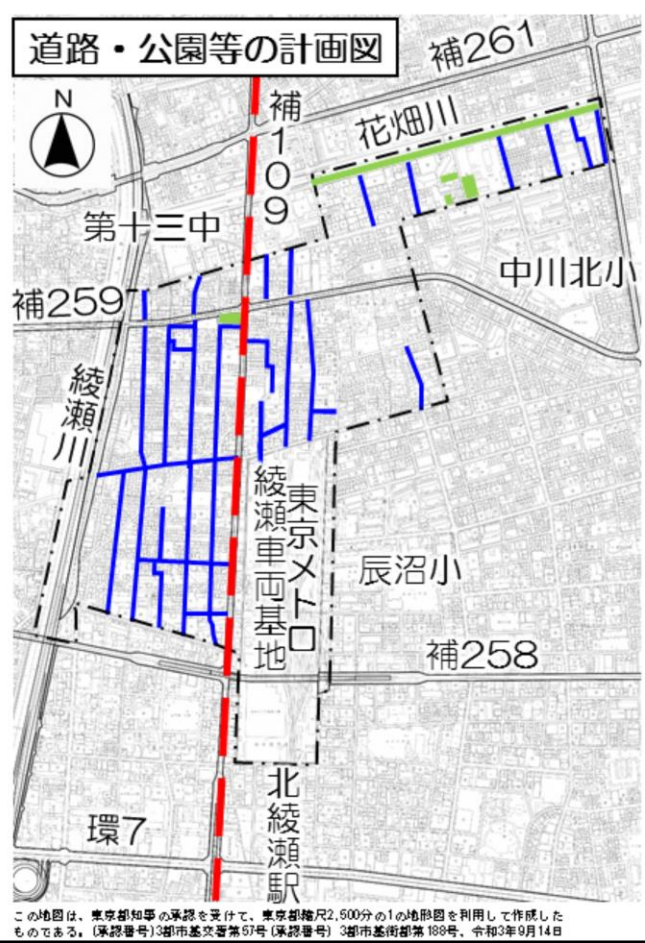 道路・公園等の計画図
補261
N
補109
花畑川
第十三中
中川北小
補259
綾瀬川
東京メトロ
綾瀬車両基地
辰沼小
補258
北綾瀬駅
環7
この地図は、東京都知事の承認を受けて、東京都縮尺2,500分の1の地形図を利用して作成した
ものである。(承認番号)3都市基交著第57号(承認番号) 3都市基街都第188号、令和3年9月14日